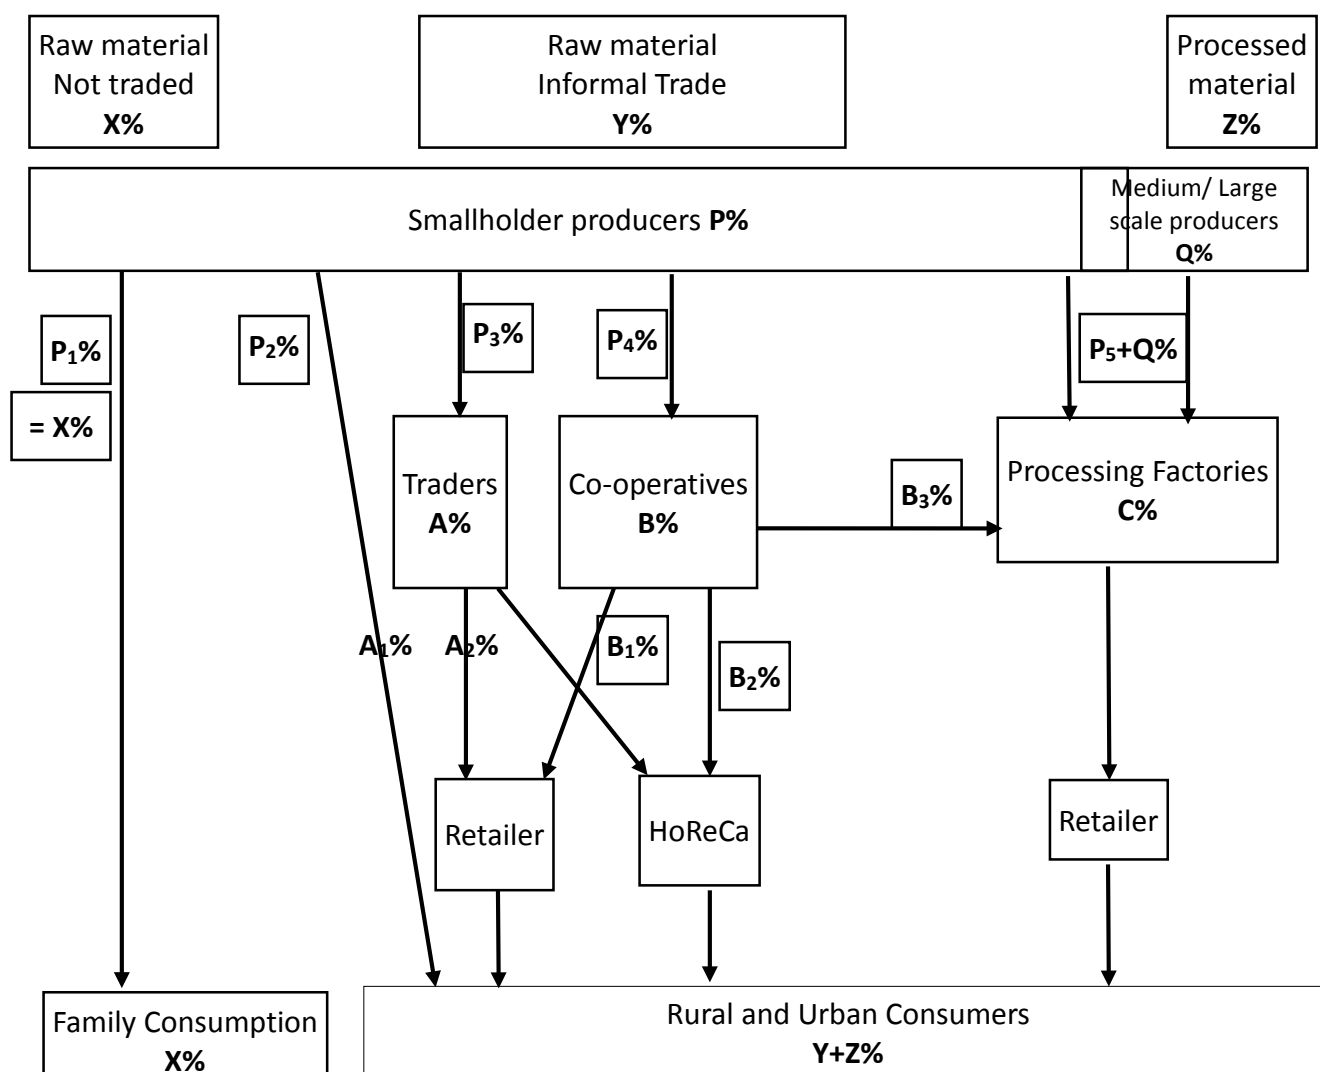 Raw material
Not traded
X%
Raw material
Informal Trade
Y%
Processed
material
Z%
Smallholder producers P%
Medium/ Large
scale producers
Q%
P₁%
= X%
P₂%
P₃%
P₄%
P₅+Q%
Traders
A%
Co-operatives
B%
B₃%
Processing Factories
C%
A₁%
A₂%
B₁%
B₂%
Retailer
HoReCa
Retailer
Family Consumption
X%
Rural and Urban Consumers
Y+Z%